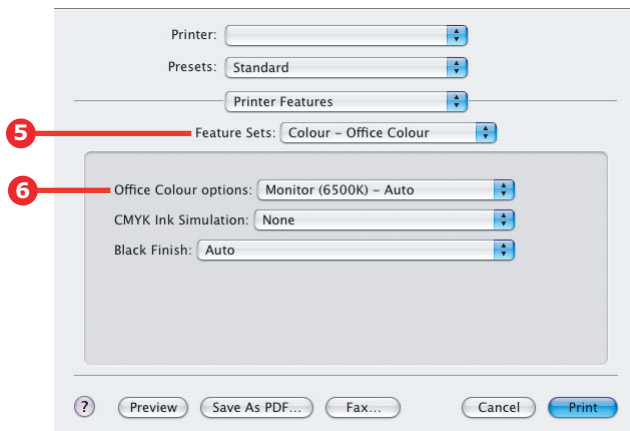 Printer:
Presets: Standard
Printer Features
5 Feature Sets: Colour – Office Colour
6 Office Colour options: Monitor (6500K) – Auto
CMYK Ink Simulation: None
Black Finish: Auto
? Preview Save As PDF... Fax... Cancel Print